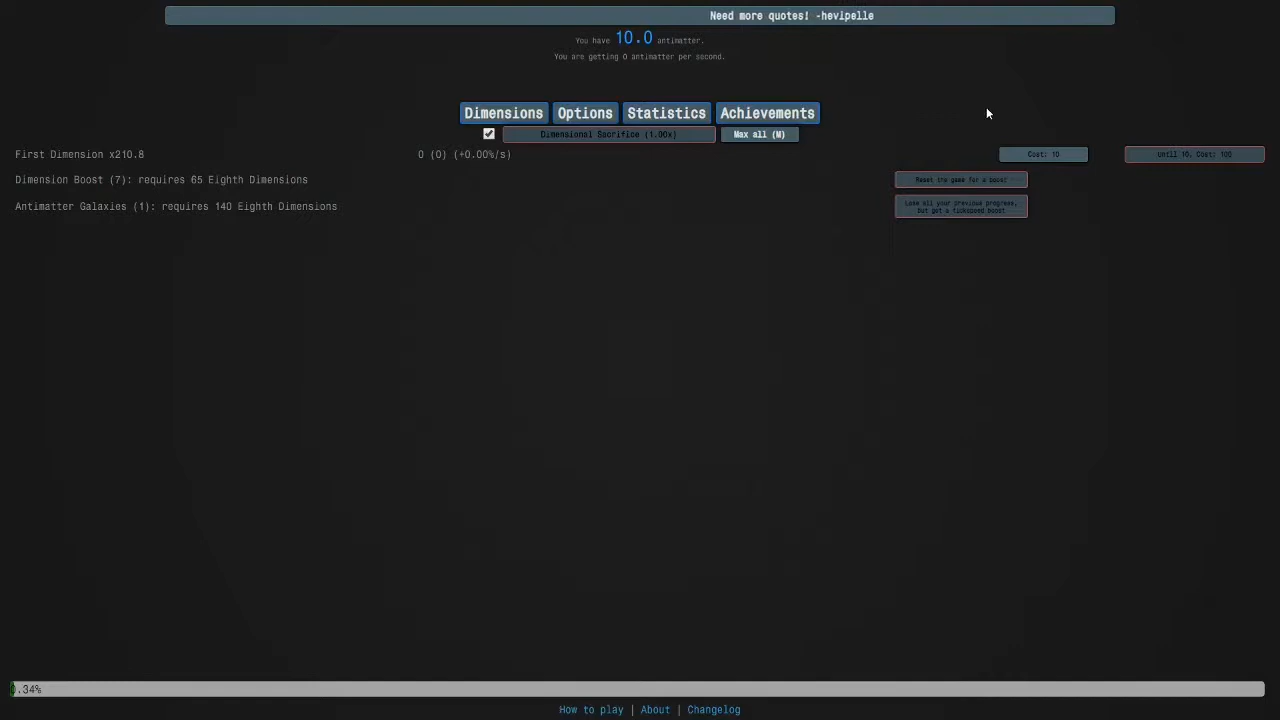 Need more quotes! -hevipelle
You have 10.0 antimatter.
You are getting 0 antimatter per second.
Dimensions Options Statistics Achievements
Dimensional Sacrifice (1.00x) Max all (M)
First Dimension x210.8 0 (0) (+0.00%/s) Cost: 10 Until 10, Cost: 100
Dimension Boost (7): requires 65 Eighth Dimensions Reset the game for a boost
Antimatter Galaxies (1): requires 140 Eighth Dimensions Lose all your previous progress,
but get a tickspeed boost
0.34%
How to play | About | Changelog